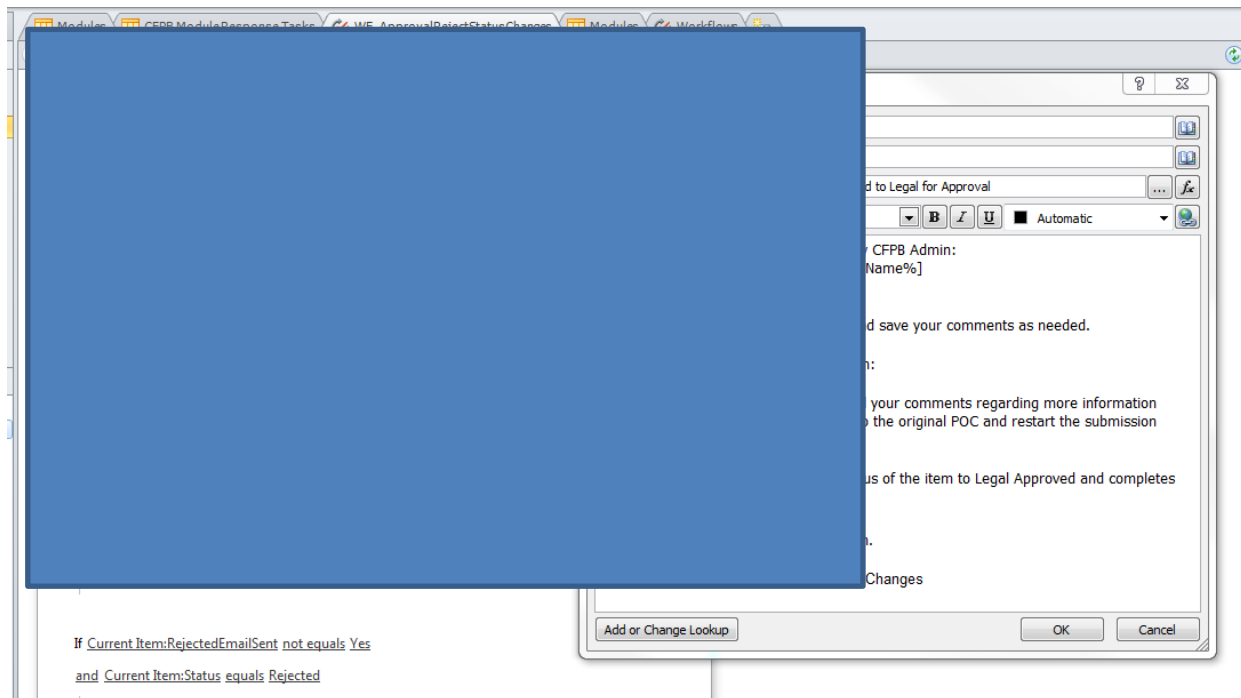 Modules CFPB ModuleResponse Tasks WF_ApprovalRejectStatusChanges Modules Workflows
d to Legal for Approval ... fx
B I U Automatic
CFPB Admin:
Name%]
d save your comments as needed.
your comments regarding more information
the original POC and restart the submission
us of the item to Legal Approved and completes
Changes
Add or Change Lookup OK Cancel
If Current Item:RejectedEmailSent not equals Yes
and Current Item:Status equals Rejected